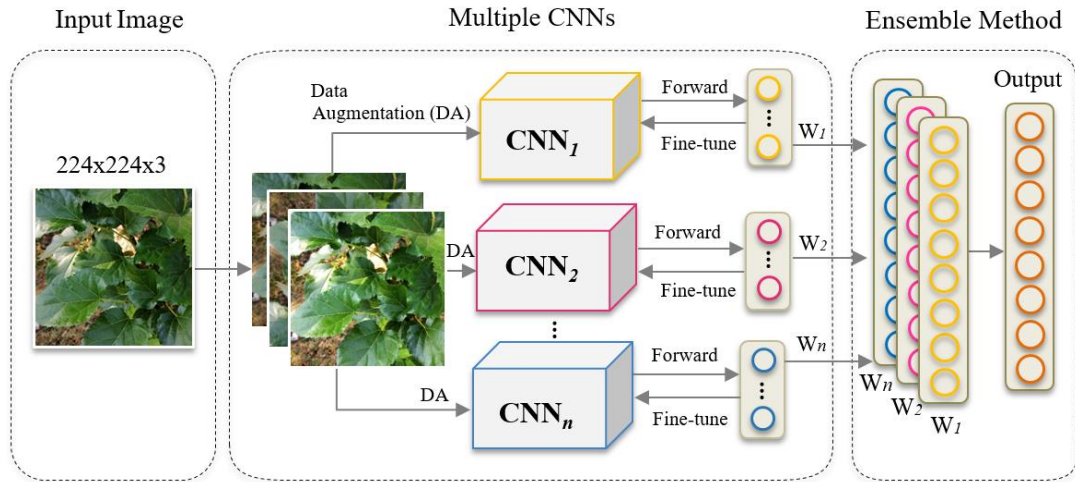 Input Image
Multiple CNNs
Ensemble Method
224x224x3
Data
Augmentation (DA)
CNN1
Forward
Fine-tune
W1
DA
CNN2
Forward
Fine-tune
W2
DA
CNNn
Forward
Fine-tune
Wn
Output
Wn
W2
W1